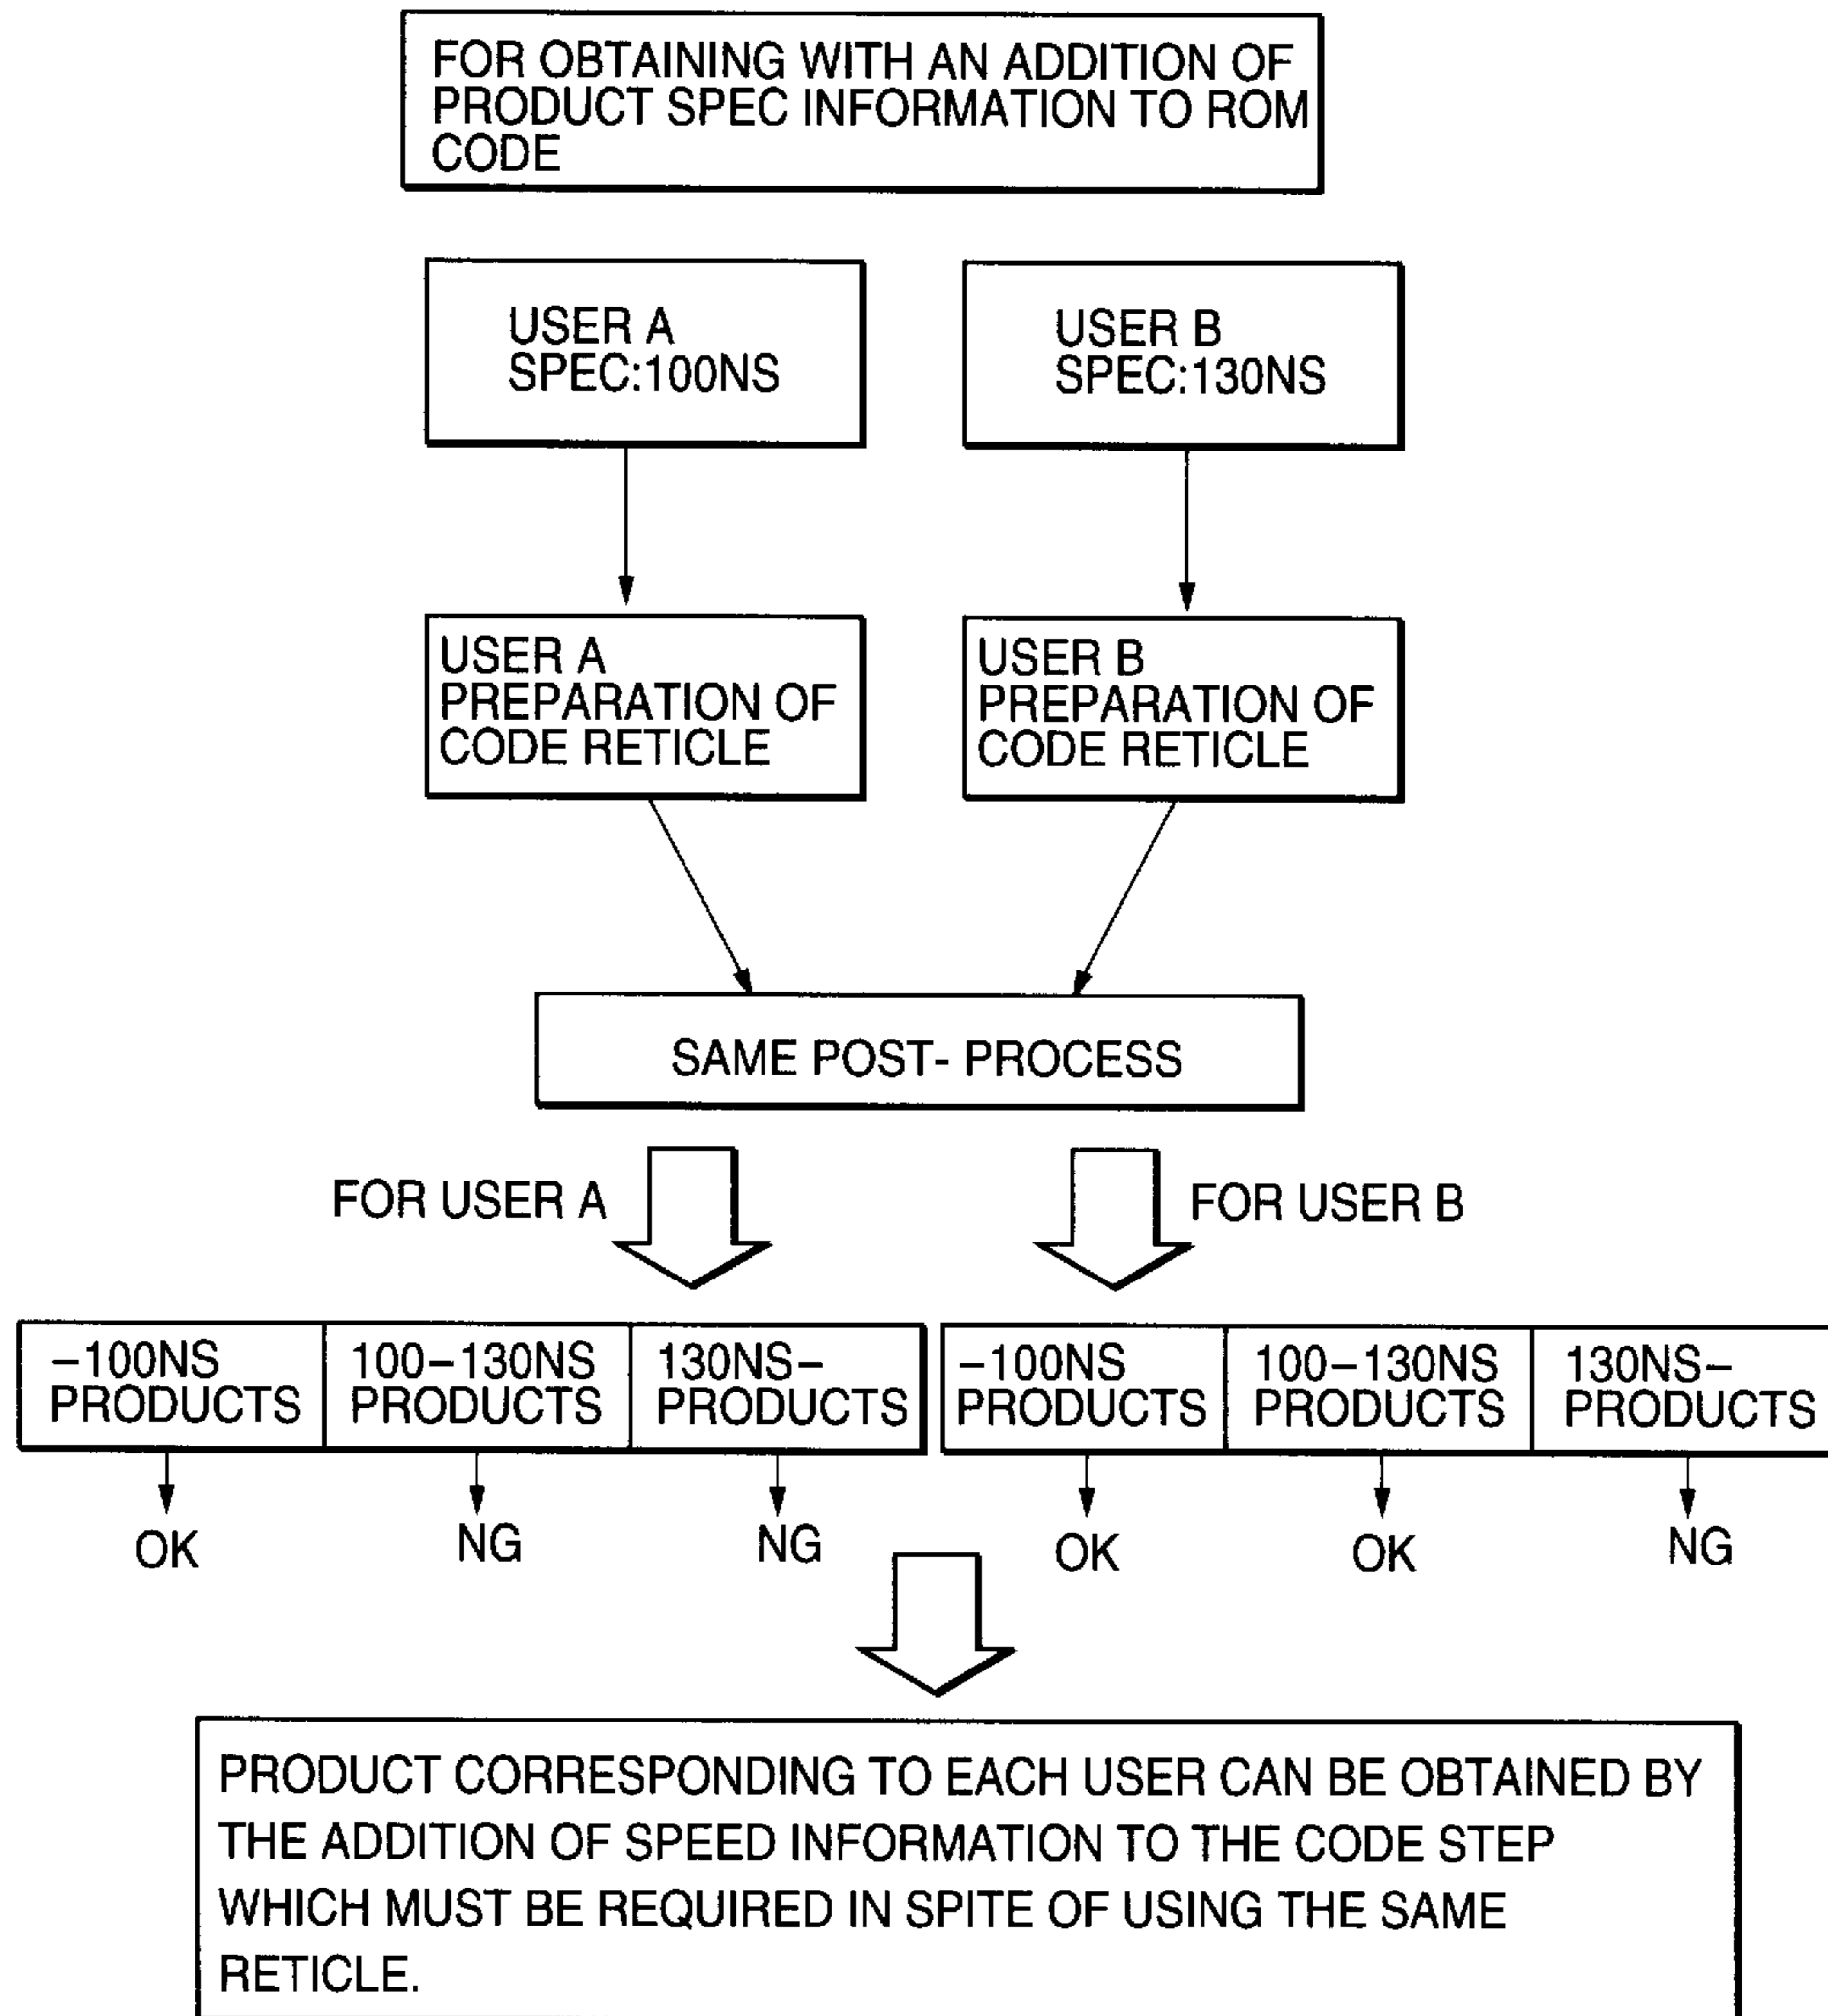 FOR OBTAINING WITH AN ADDITION OF
PRODUCT SPEC INFORMATION TO ROM
CODE
USER A
SPEC:100NS
USER B
SPEC:130NS
USER A
PREPARATION OF
CODE RETICLE
USER B
PREPARATION OF
CODE RETICLE
SAME POST- PROCESS
FOR USER A
FOR USER B
–100NS
PRODUCTS
100–130NS
PRODUCTS
130NS–
PRODUCTS
–100NS
PRODUCTS
100–130NS
PRODUCTS
130NS–
PRODUCTS
OK
NG
NG
OK
OK
NG
PRODUCT CORRESPONDING TO EACH USER CAN BE OBTAINED BY
THE ADDITION OF SPEED INFORMATION TO THE CODE STEP
WHICH MUST BE REQUIRED IN SPITE OF USING THE SAME
RETICLE.